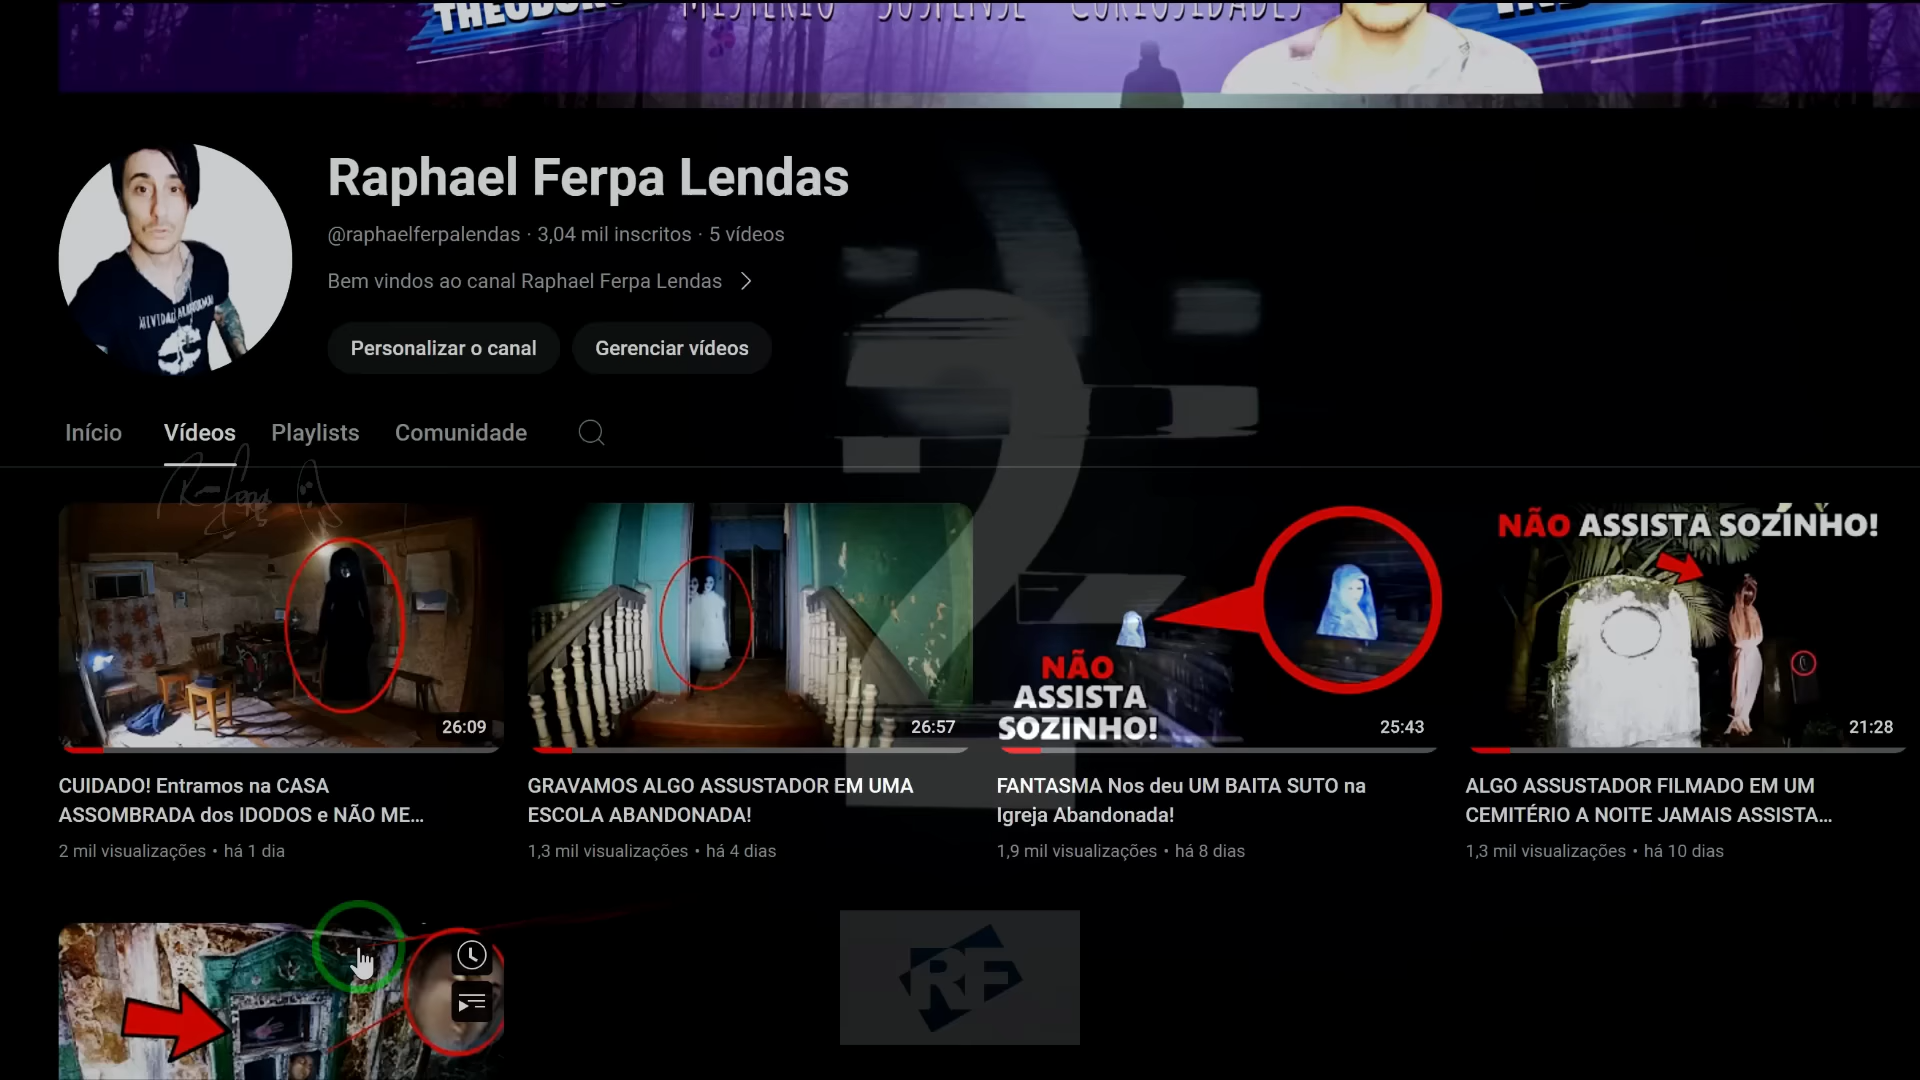 MISTÉRIO SUSPENSE CURIOSIDADES
Raphael Ferpa Lendas
@raphaelferpalendas · 3,04 mil inscritos · 5 vídeos
Bem vindos ao canal Raphael Ferpa Lendas
Personalizar o canal
Gerenciar vídeos
Início
Vídeos
Playlists
Comunidade
2
26:09
26:57
NÃO
ASSISTA
SOZINHO!
25:43
NÃO ASSISTA SOZINHO!
21:28
CUIDADO! Entramos na CASA
ASSOMBRADA dos IDODOS e NÃO ME...
2 mil visualizações • há 1 dia
GRAVAMOS ALGO ASSUSTADOR EM UMA
ESCOLA ABANDONADA!
1,3 mil visualizações • há 4 dias
FANTASMA Nos deu UM BAITA SUTO na
Igreja Abandonada!
1,9 mil visualizações • há 8 dias
ALGO ASSUSTADOR FILMADO EM UM
CEMITÉRIO A NOITE JAMAIS ASSISTA...
1,3 mil visualizações • há 10 dias
RF